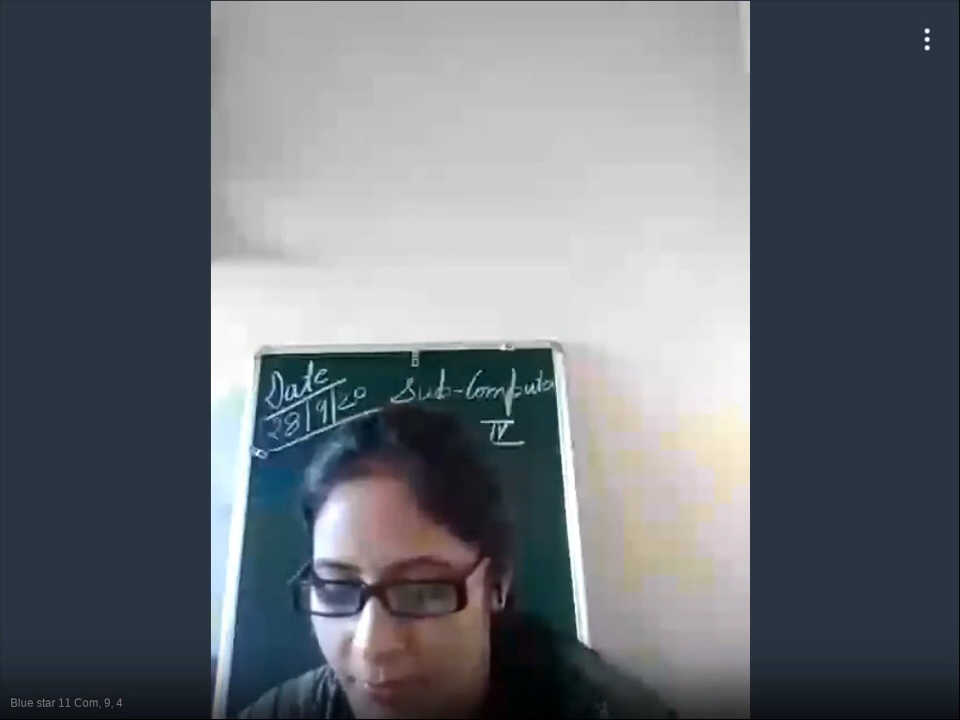 Date
28/9/20
Sub-Computer
IV
Blue star 11 Com, 9, 4